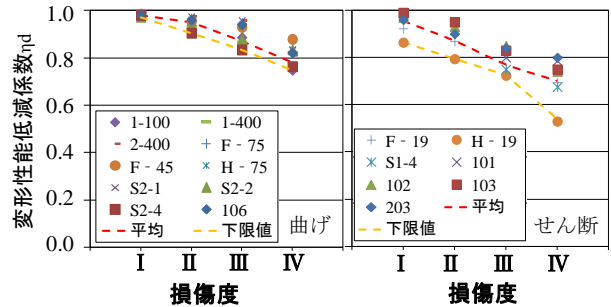 変形性能低減係数ηd
1.0
0.8
0.6
0.4
0.2
0.0
1-100
1-400
2-400
F‐75
F‐45
H‐75
S2-1
S2-2
S2-4
106
平均
下限値
曲げ
Ⅰ Ⅱ Ⅲ Ⅳ
損傷度
F‐19
H‐19
S1-4
101
102
103
203
平均
下限値
せん断
Ⅰ Ⅱ Ⅲ Ⅳ
損傷度